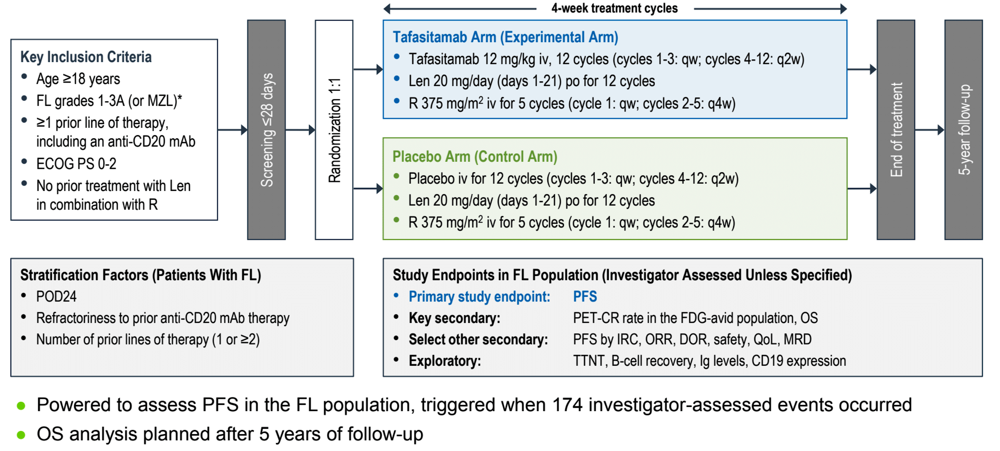 4-week treatment cycles
Key Inclusion Criteria
• Age ≥18 years
• FL grades 1-3A (or MZL)*
• ≥1 prior line of therapy,
including an anti-CD20 mAb
• ECOG PS 0-2
• No prior treatment with Len
in combination with R
Screening ≤28 days
Randomization 1:1
Tafasitamab Arm (Experimental Arm)
• Tafasitamab 12 mg/kg iv, 12 cycles (cycles 1-3: qw; cycles 4-12: q2w)
• Len 20 mg/day (days 1-21) po for 12 cycles
• R 375 mg/m² iv for 5 cycles (cycle 1: qw; cycles 2-5: q4w)
Placebo Arm (Control Arm)
• Placebo iv for 12 cycles (cycles 1-3: qw; cycles 4-12: q2w)
• Len 20 mg/day (days 1-21) po for 12 cycles
• R 375 mg/m² iv for 5 cycles (cycle 1: qw; cycles 2-5: q4w)
End of treatment
5-year follow-up
Stratification Factors (Patients With FL)
• POD24
• Refractoriness to prior anti-CD20 mAb therapy
• Number of prior lines of therapy (1 or ≥2)
Study Endpoints in FL Population (Investigator Assessed Unless Specified)
• Primary study endpoint: PFS
• Key secondary: PET-CR rate in the FDG-avid population, OS
• Select other secondary: PFS by IRC, ORR, DOR, safety, QoL, MRD
• Exploratory: TTNT, B-cell recovery, Ig levels, CD19 expression
• Powered to assess PFS in the FL population, triggered when 174 investigator-assessed events occurred
• OS analysis planned after 5 years of follow-up